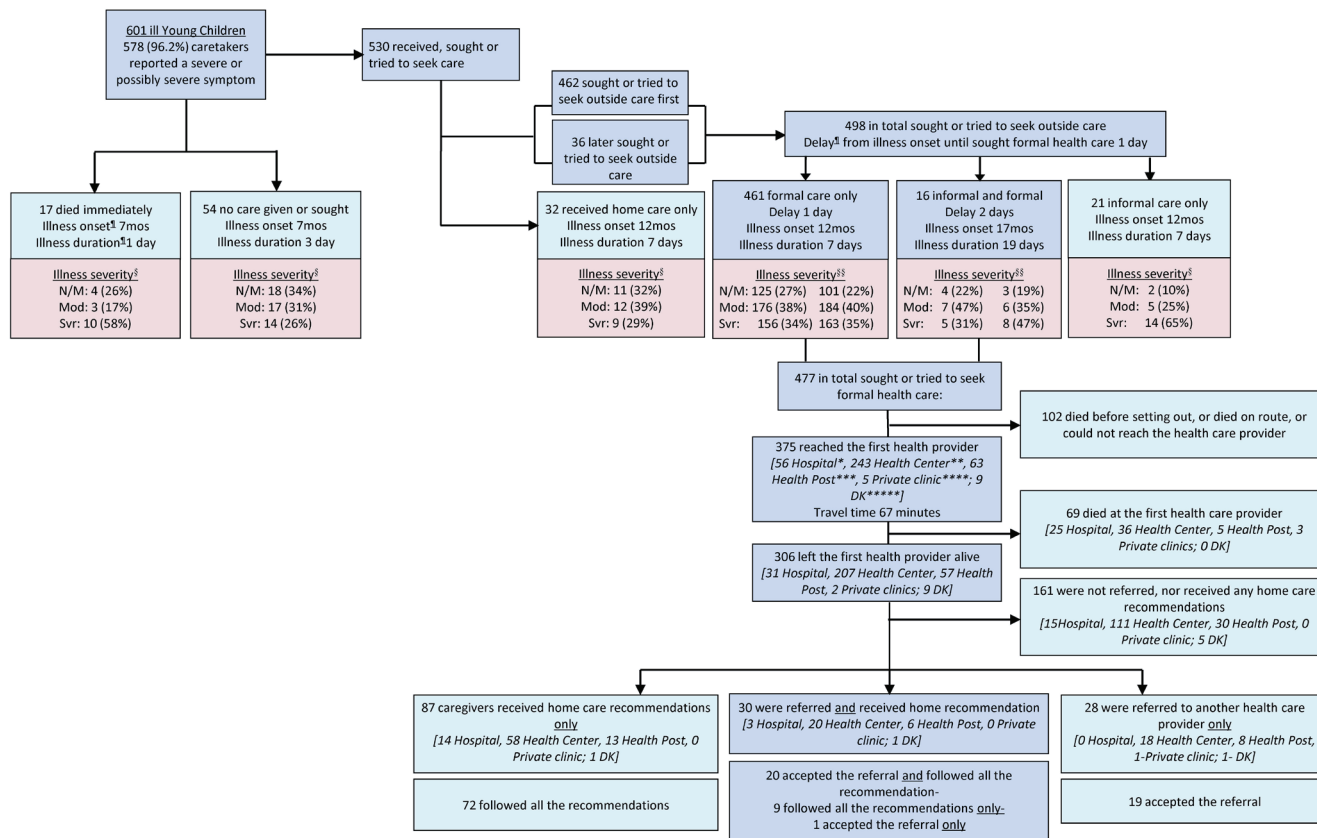 601 ill Young Children
578 (96.2%) caretakers
reported a severe or
possibly severe symptom
530 received, sought or
tried to seek care
462 sought or tried to
seek outside care first
36 later sought or
tried to seek outside
care
498 in total sought or tried to seek outside care
Delay¶ from illness onset until sought formal health care 1 day
17 died immediately
Illness onset¶ 7mos
Illness duration¶1 day
Illness severity§
N/M: 4 (26%)
Mod: 3 (17%)
Svr: 10 (58%)
54 no care given or sought
Illness onset 7mos
Illness duration 3 day
Illness severity§
N/M: 18 (34%)
Mod: 17 (31%)
Svr: 14 (26%)
32 received home care only
Illness onset 12mos
Illness duration 7 days
Illness severity§
N/M: 11 (32%)
Mod: 12 (39%)
Svr: 9 (29%)
461 formal care only
Delay 1 day
Illness onset 12mos
Illness duration 7 days
Illness severity§§
N/M: 125 (27%) 101 (22%)
Mod: 176 (38%) 184 (40%)
Svr: 156 (34%) 163 (35%)
16 informal and formal
Delay 2 days
Illness onset 17mos
Illness duration 19 days
Illness severity§§
N/M: 4 (22%) 3 (19%)
Mod: 7 (47%) 6 (35%)
Svr: 5 (31%) 8 (47%)
21 informal care only
Illness onset 12mos
Illness duration 7 days
Illness severity§
N/M: 2 (10%)
Mod: 5 (25%)
Svr: 14 (65%)
477 in total sought or tried to seek
formal health care:
102 died before setting out, or died on route, or
could not reach the health care provider
375 reached the first health provider
[56 Hospital*, 243 Health Center**, 63
Health Post***, 5 Private clinic****; 9
DK*****]
Travel time 67 minutes
69 died at the first health care provider
[25 Hospital, 36 Health Center, 5 Health Post, 3
Private clinics; 0 DK]
306 left the first health provider alive
[31 Hospital, 207 Health Center, 57 Health
Post, 2 Private clinics; 9 DK]
161 were not referred, nor received any home care
recommendations
[15Hospital, 111 Health Center, 30 Health Post, 0
Private clinic; 5 DK]
87 caregivers received home care recommendations
only
[14 Hospital, 58 Health Center, 13 Health Post, 0
Private clinic; 1 DK]
72 followed all the recommendations
30 were referred and received home recommendation
[3 Hospital, 20 Health Center, 6 Health Post, 0 Private
clinic; 1 DK]
20 accepted the referral and followed all the
recommendation-
9 followed all the recommendations only-
1 accepted the referral only
28 were referred to another health care
provider only
[0 Hospital, 18 Health Center, 8 Health Post,
1-Private clinic; 1- DK]
19 accepted the referral